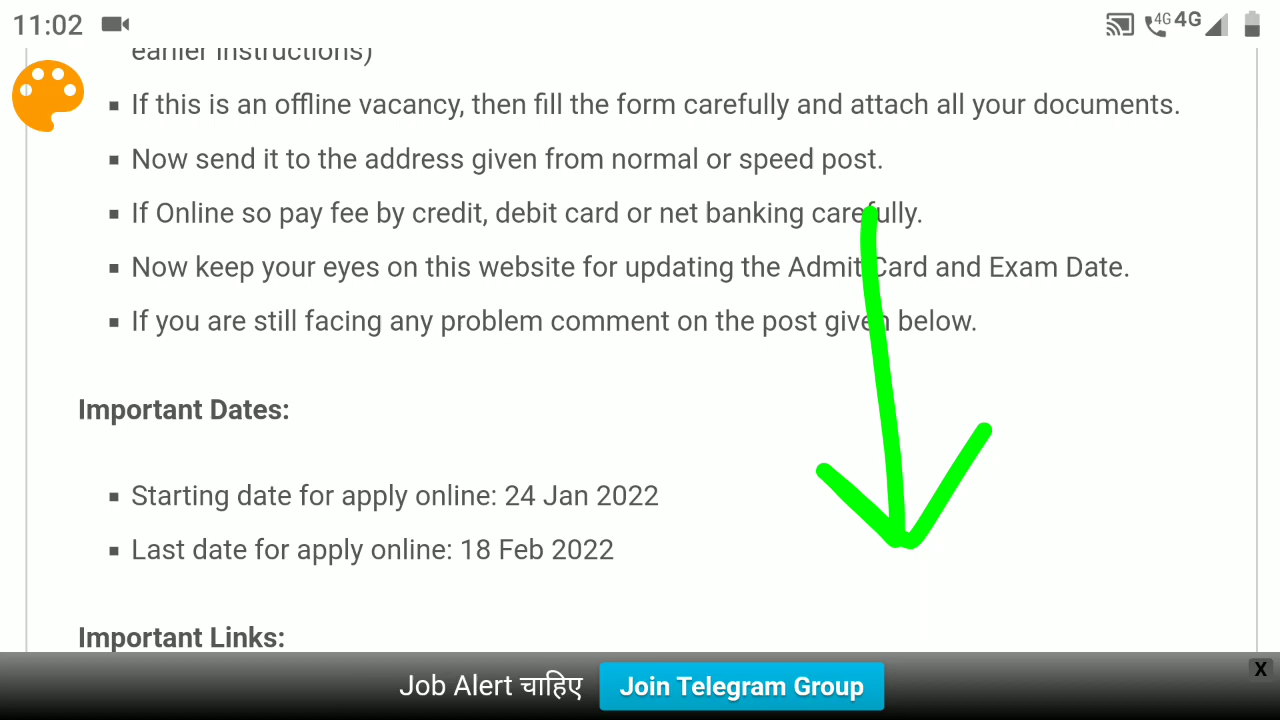 11:02
4G 4G
earlier instructions)
▪ If this is an offline vacancy, then fill the form carefully and attach all your documents.
▪ Now send it to the address given from normal or speed post.
▪ If Online so pay fee by credit, debit card or net banking carefully.
▪ Now keep your eyes on this website for updating the Admit Card and Exam Date.
▪ If you are still facing any problem comment on the post given below.
Important Dates:
▪ Starting date for apply online: 24 Jan 2022
▪ Last date for apply online: 18 Feb 2022
Important Links:
Job Alert चाहिए Join Telegram Group X